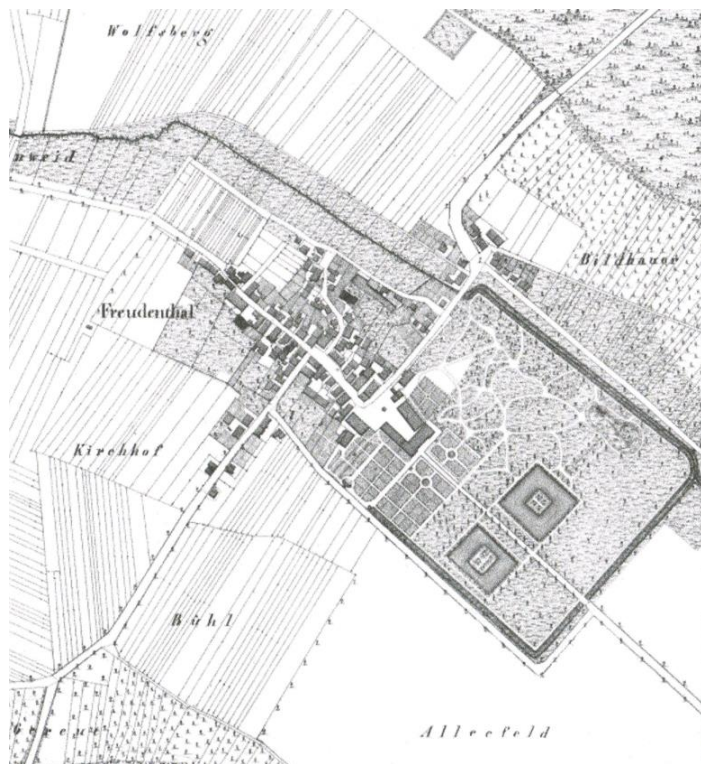 Wolfsberg
Bildhauer
Freudenthal
Kirchhof
Bühl
Alleefeld